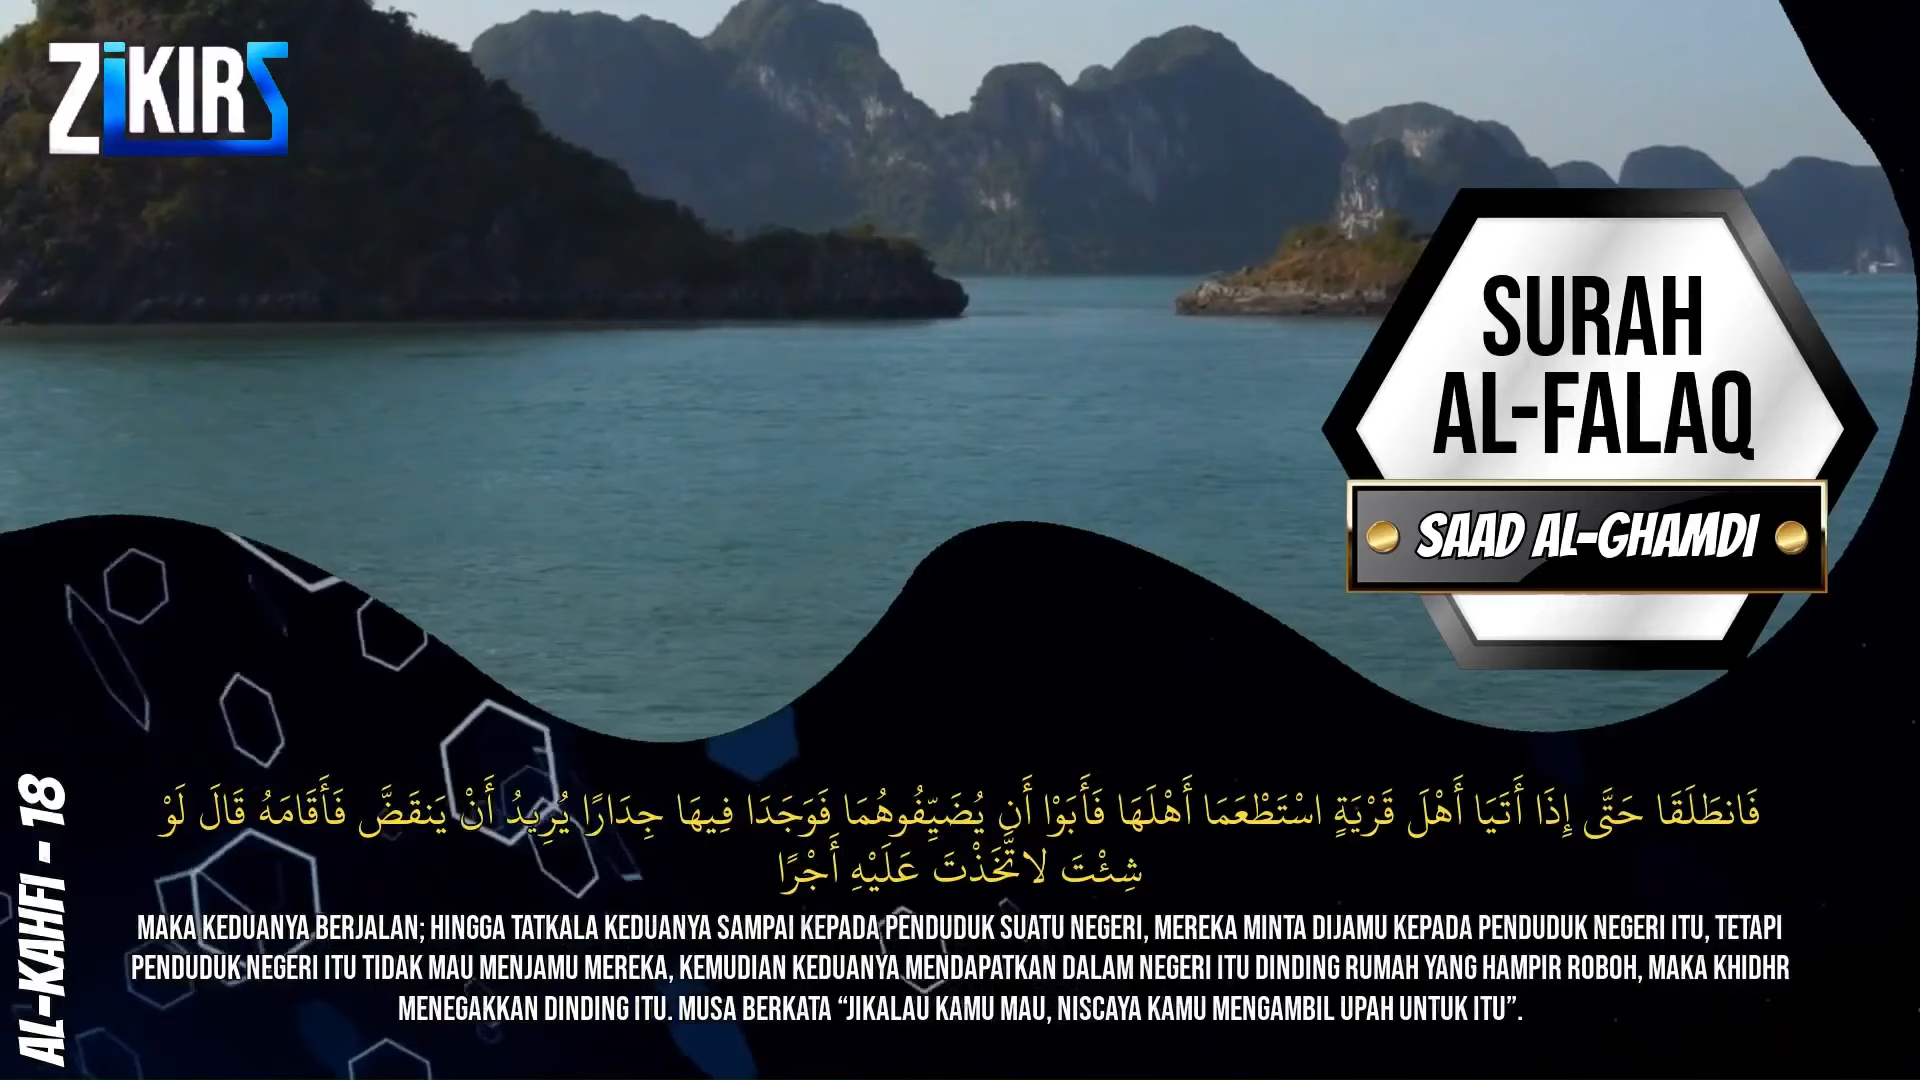 ZiKIRS
SURAH
AL-FALAQ
SAAD AL-GHAMDI
AL-KAHFI - 18
فَانطَلَقَا حَتَّى إِذَا أَتَيَا أَهْلَ قَرْيَةٍ اسْتَطْعَمَا أَهْلَهَا فَأَبَوْا أَن يُضَيِّفُوهُمَا فَوَجَدَا فِيهَا جِدَارًا يُرِيدُ أَنْ يَنقَضَّ فَأَقَامَهُ قَالَ لَوْ
شِئْتَ لاتَّخَذْتَ عَلَيْهِ أَجْرًا
MAKA KEDUANYA BERJALAN; HINGGA TATKALA KEDUANYA SAMPAI KEPADA PENDUDUK SUATU NEGERI, MEREKA MINTA DIJAMU KEPADA PENDUDUK NEGERI ITU, TETAPI
PENDUDUK NEGERI ITU TIDAK MAU MENJAMU MEREKA, KEMUDIAN KEDUANYA MENDAPATKAN DALAM NEGERI ITU DINDING RUMAH YANG HAMPIR ROBOH, MAKA KHIDHR
MENEGAKKAN DINDING ITU. MUSA BERKATA “JIKALAU KAMU MAU, NISCAYA KAMU MENGAMBIL UPAH UNTUK ITU”.